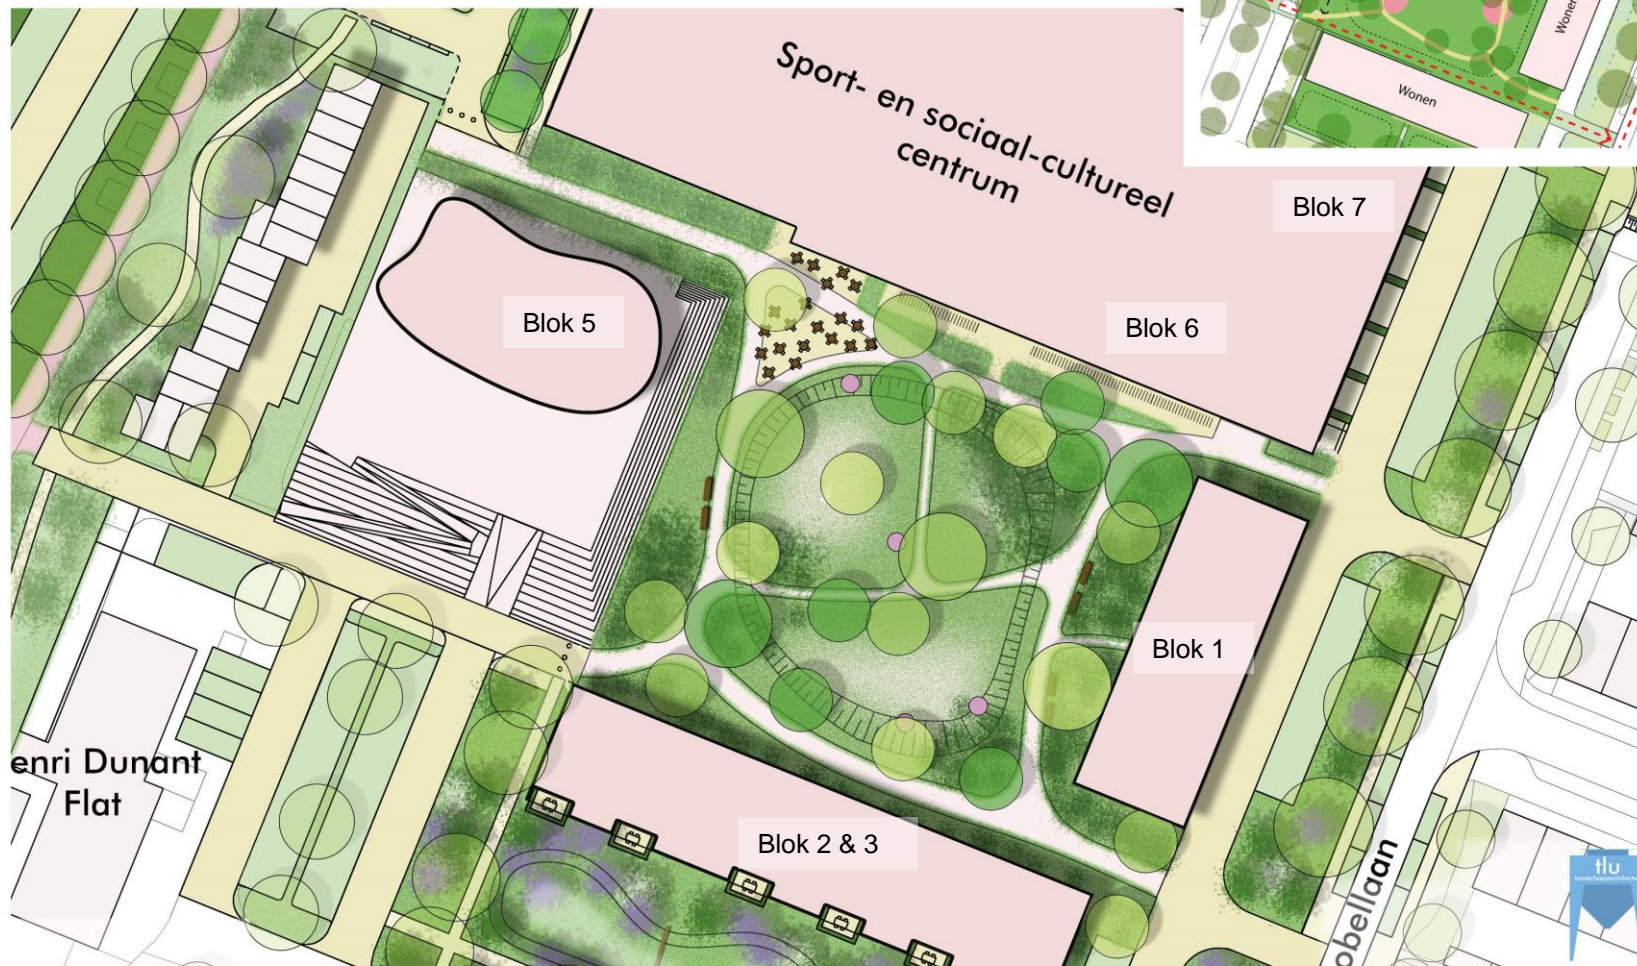 Sport- en sociaal-cultureel
centrum
Wonen
Blok 7
Blok 5
Blok 6
Blok 1
enri Dunant
Flat
Blok 2 & 3
obellaan
tlu
landschapsarchitecten